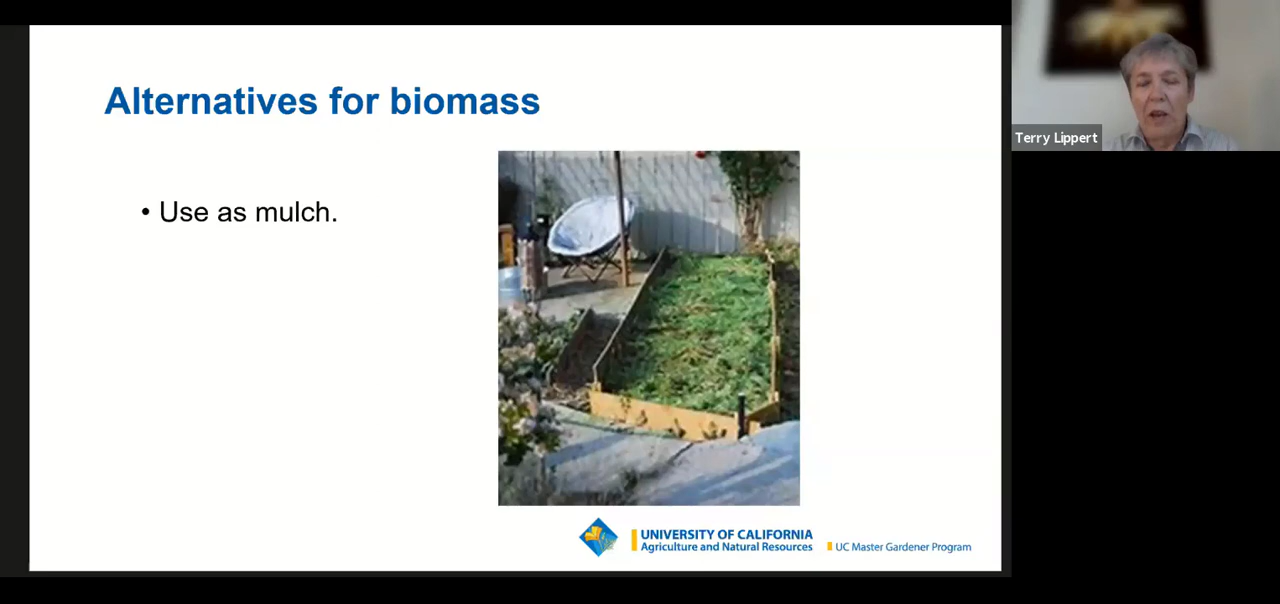 Alternatives for biomass
• Use as mulch.
Terry Lippert
UNIVERSITY OF CALIFORNIA
Agriculture and Natural Resources
UC Master Gardener Program